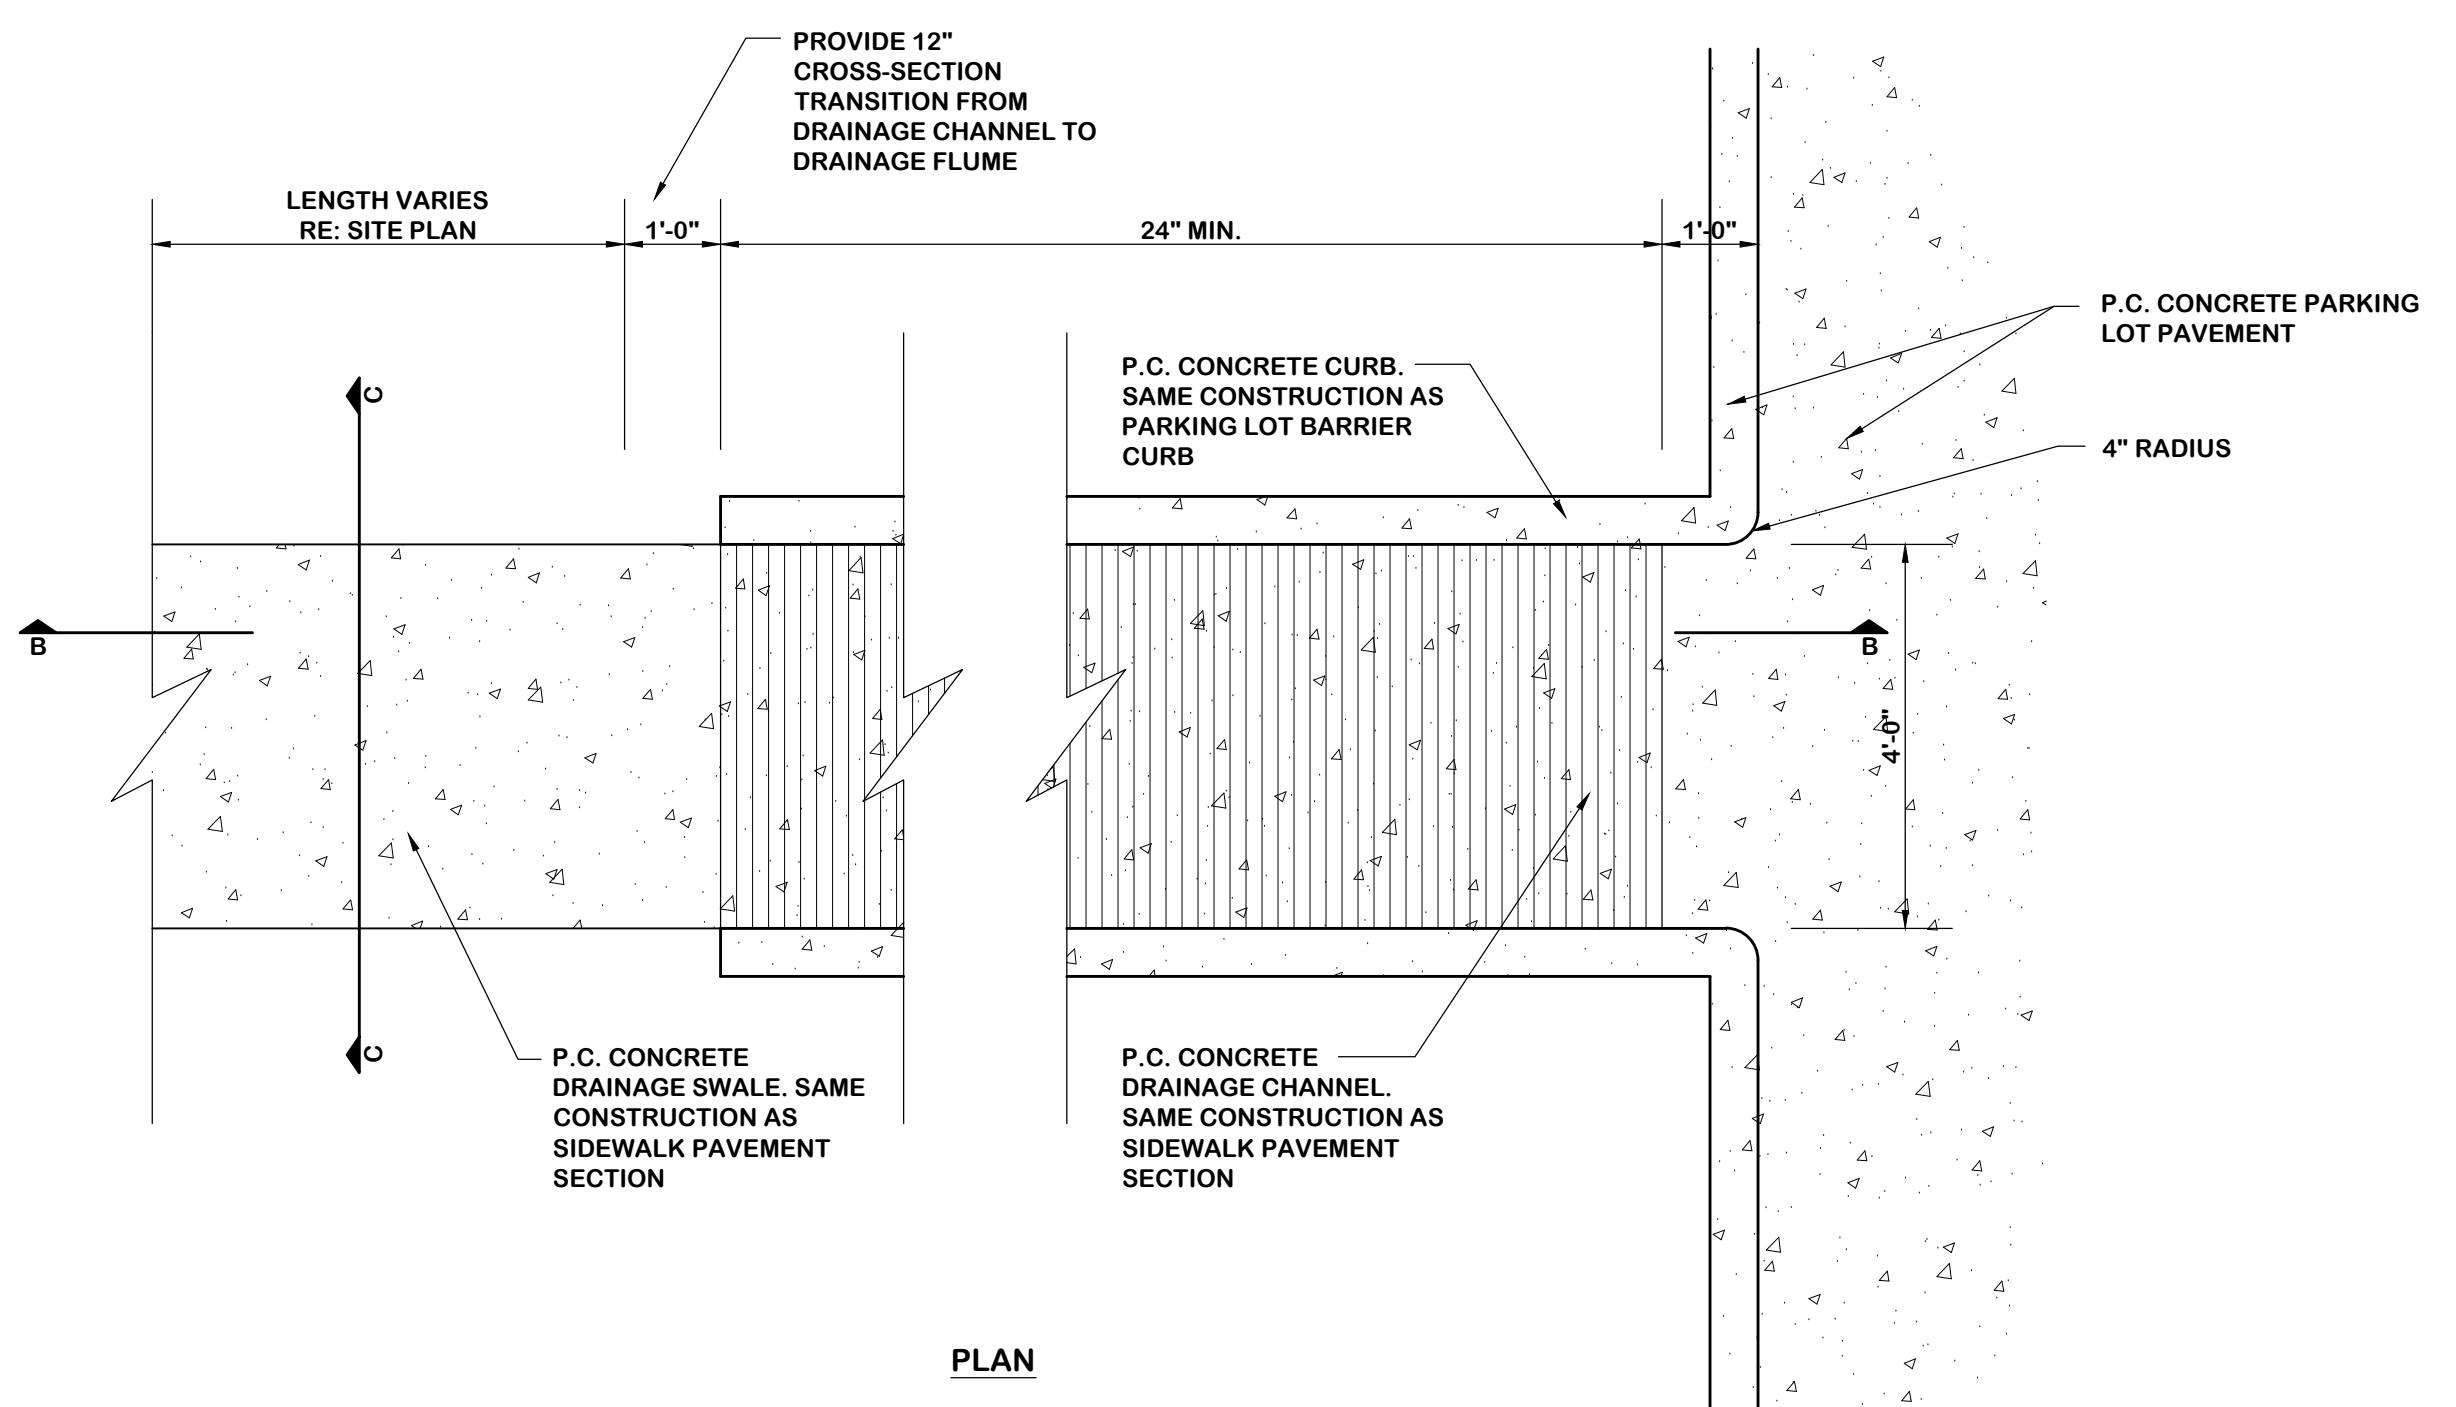 PROVIDE 12"
CROSS-SECTION
TRANSITION FROM
DRAINAGE CHANNEL TO
DRAINAGE FLUME
LENGTH VARIES
RE: SITE PLAN
1'-0"
24" MIN.
1'-0"
P.C. CONCRETE PARKING
LOT PAVEMENT
P.C. CONCRETE CURB.
SAME CONSTRUCTION AS
PARKING LOT BARRIER
CURB
C
4" RADIUS
B
B
4'-0"
C
P.C. CONCRETE
DRAINAGE SWALE. SAME
CONSTRUCTION AS
SIDEWALK PAVEMENT
SECTION
P.C. CONCRETE
DRAINAGE CHANNEL.
SAME CONSTRUCTION AS
SIDEWALK PAVEMENT
SECTION
PLAN